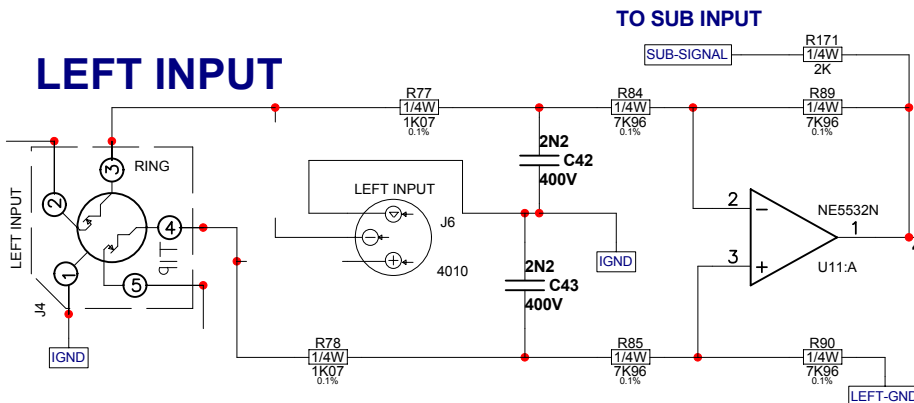 TO SUB INPUT
LEFT INPUT
SUB-SIGNAL
R171
1/4W
2K
R77
1/4W
1K07
0.1%
R84
1/4W
7K96
0.1%
R89
1/4W
7K96
0.1%
2N2
C42
400V
3
RING
2
LEFT INPUT
4
TIP
1
5
J4
IGND
LEFT INPUT
J6
4010
IGND
2N2
C43
400V
2
3
1
NE5532N
U11:A
R78
1/4W
1K07
0.1%
R85
1/4W
7K96
0.1%
R90
1/4W
7K96
0.1%
LEFT-GND